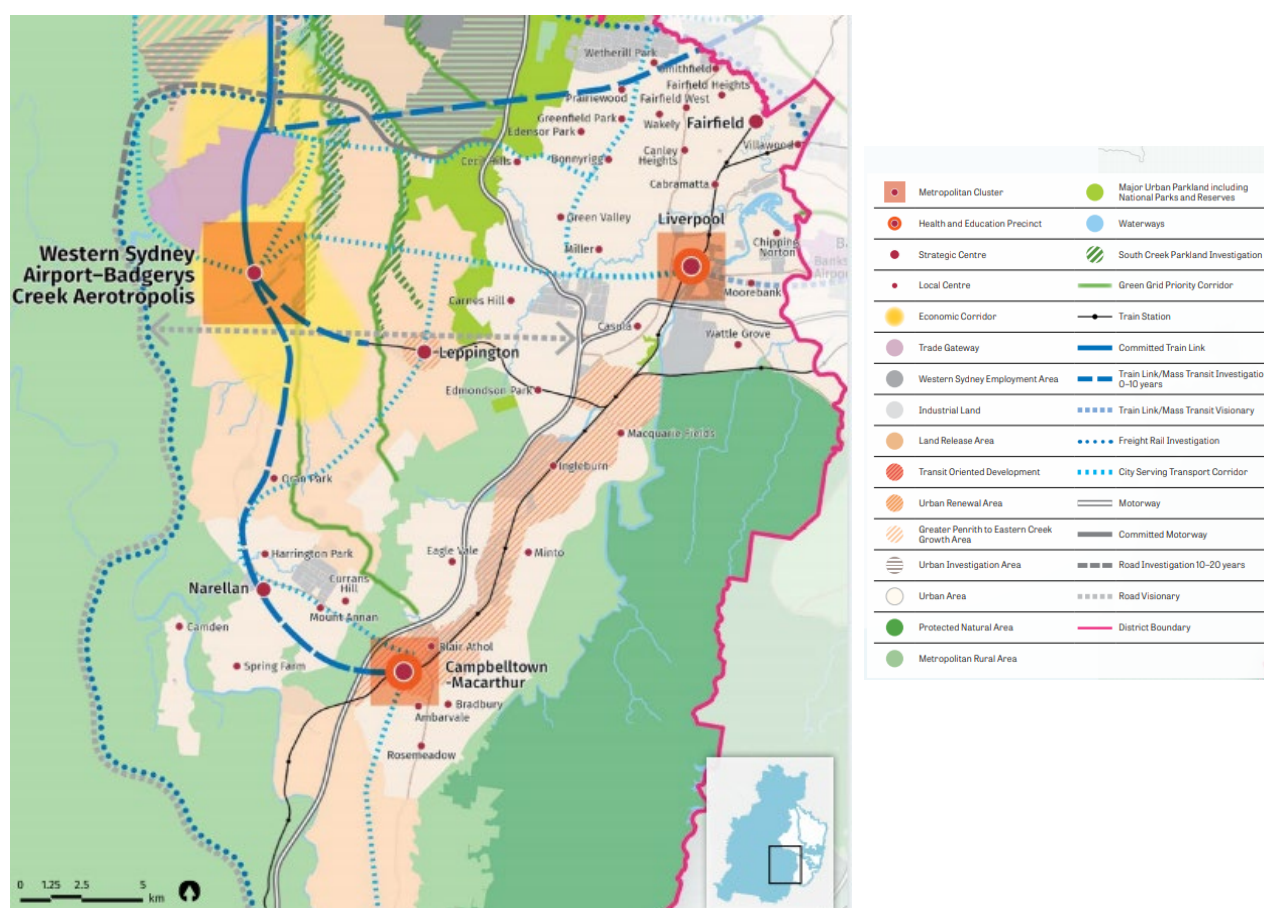 Wetherill Park
Smithfield
Fairfield Heights
Prairiewood
Fairfield West
Greenfield Park
Wakely
Fairfield
Edensor Park
Villawood
Canley
Heights
Cecil Hills
Bonnyrigg
Cabramatta
Green Valley
Liverpool
Miller
Chipping
Norton
Western Sydney
Airport–Badgerys
Creek Aerotropolis
Moorebank
Carnes Hill
Casula
Wattle Grove
Leppington
Edmondson Park
Macquarie Fields
Ingleburn
Oran Park
Harrington Park
Eagle Vale
Minto
Currans
Hill
Narellan
Mount Annan
Camden
Blair Athol
Spring Farm
Campbelltown
-Macarthur
Bradbury
Ambarvale
Rosemeadow
0 1.25 2.5 5
km
Metropolitan Cluster
Health and Education Precinct
Strategic Centre
Local Centre
Economic Corridor
Trade Gateway
Western Sydney Employment Area
Industrial Land
Land Release Area
Transit Oriented Development
Urban Renewal Area
Greater Penrith to Eastern Creek
Growth Area
Urban Investigation Area
Urban Area
Protected Natural Area
Metropolitan Rural Area
Major Urban Parkland including
National Parks and Reserves
Waterways
South Creek Parkland Investigation
Green Grid Priority Corridor
Train Station
Committed Train Link
Train Link/Mass Transit Investigatio
0–10 years
Train Link/Mass Transit Visionary
Freight Rail Investigation
City Serving Transport Corridor
Motorway
Committed Motorway
Road Investigation 10–20 years
Road Visionary
District Boundary